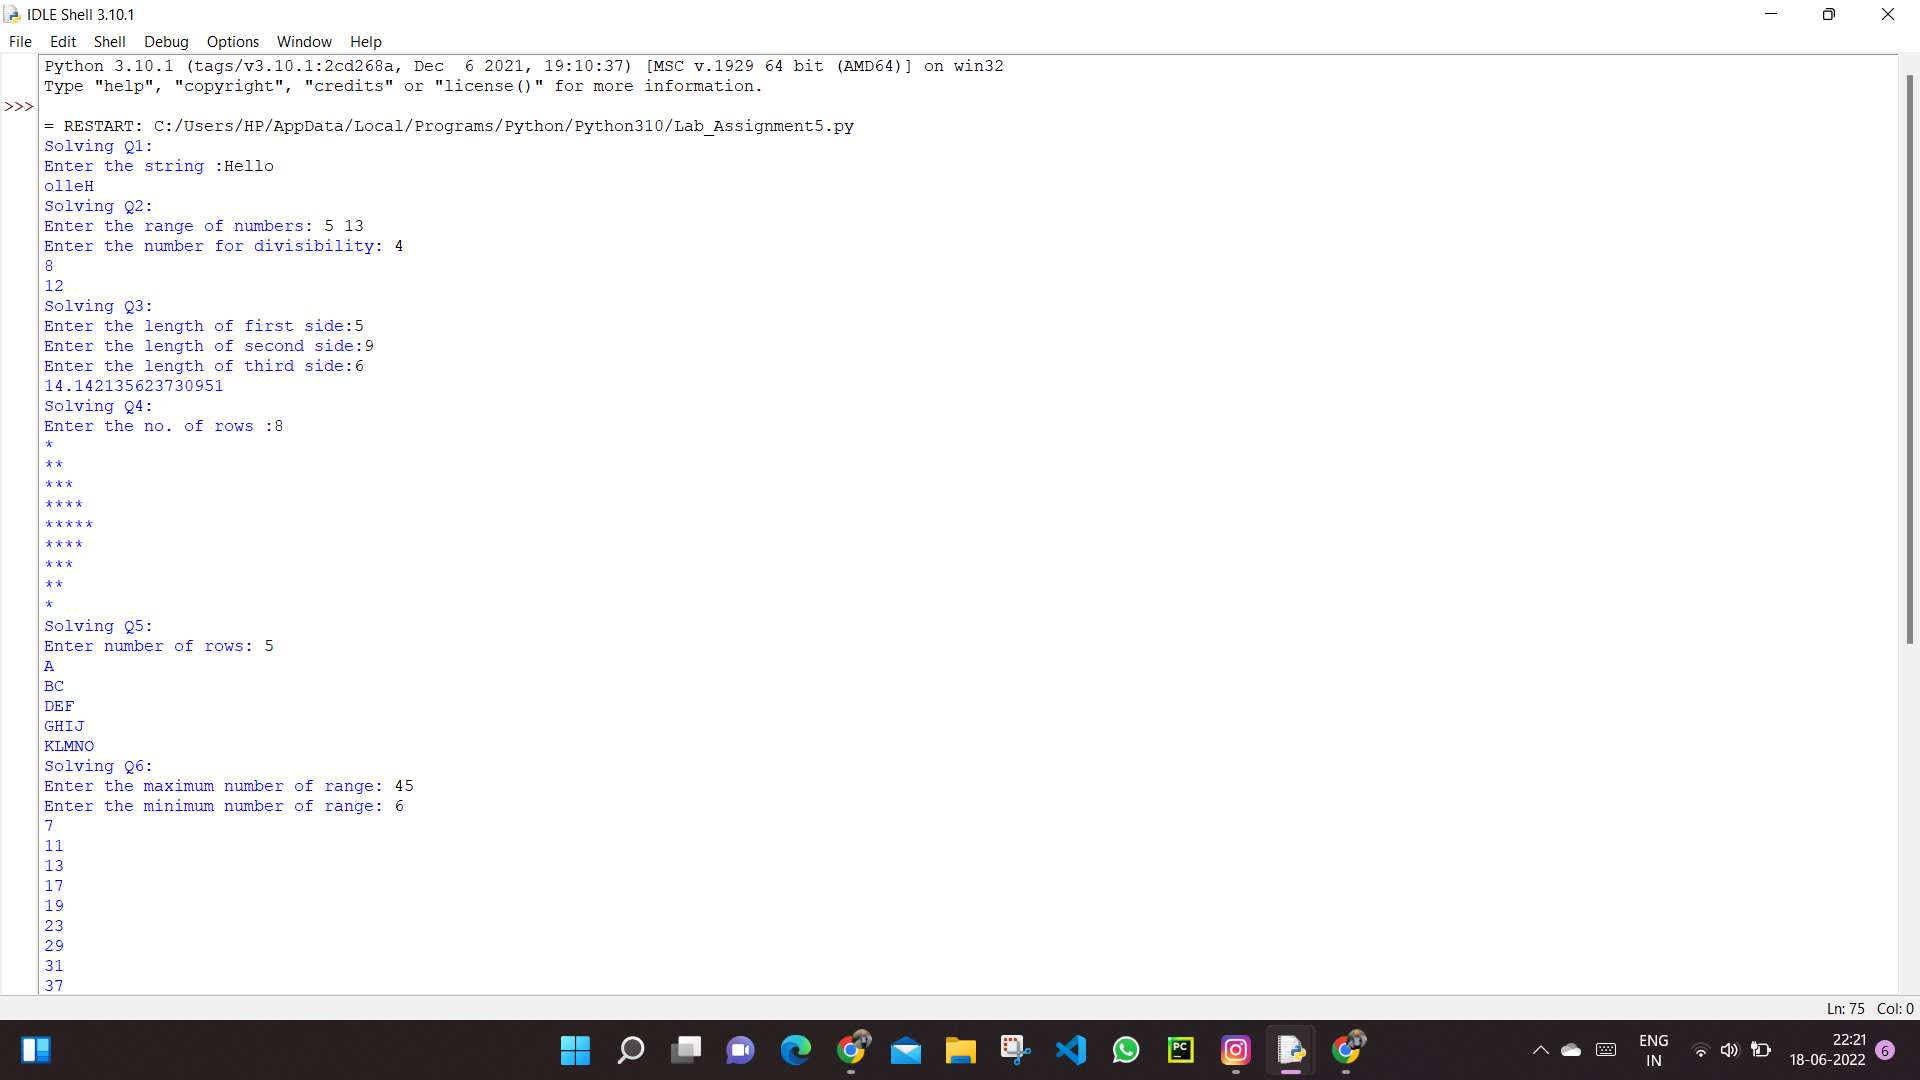 IDLE Shell 3.10.1
File Edit Shell Debug Options Window Help
Python 3.10.1 (tags/v3.10.1:2cd268a, Dec  6 2021, 19:10:37) [MSC v.1929 64 bit (AMD64)] on win32
Type "help", "copyright", "credits" or "license()" for more information.
>>>
= RESTART: C:/Users/HP/AppData/Local/Programs/Python/Python310/Lab_Assignment5.py
Solving Q1:
Enter the string :Hello
olleH
Solving Q2:
Enter the range of numbers: 5 13
Enter the number for divisibility: 4
8
12
Solving Q3:
Enter the length of first side:5
Enter the length of second side:9
Enter the length of third side:6
14.142135623730951
Solving Q4:
Enter the no. of rows :8
*
**
***
****
*****
****
***
**
*
Solving Q5:
Enter number of rows: 5
A
BC
DEF
GHIJ
KLMNO
Solving Q6:
Enter the maximum number of range: 45
Enter the minimum number of range: 6
7
11
13
17
19
23
29
31
37
Ln: 75 Col: 0
PC
ENG
IN
22:21
18-06-2022
6